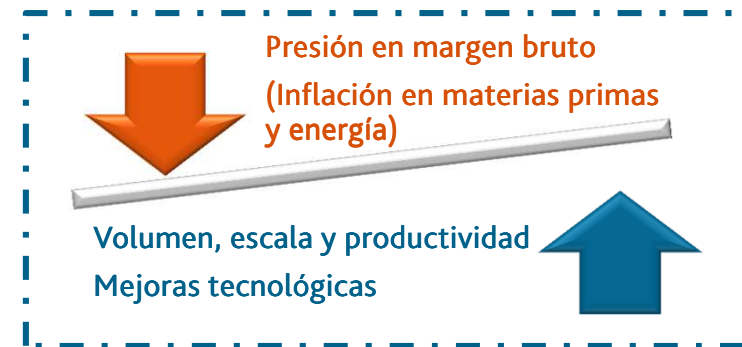 Presión en margen bruto
(Inflación en materias primas
y energía)
Volumen, escala y productividad
Mejoras tecnológicas